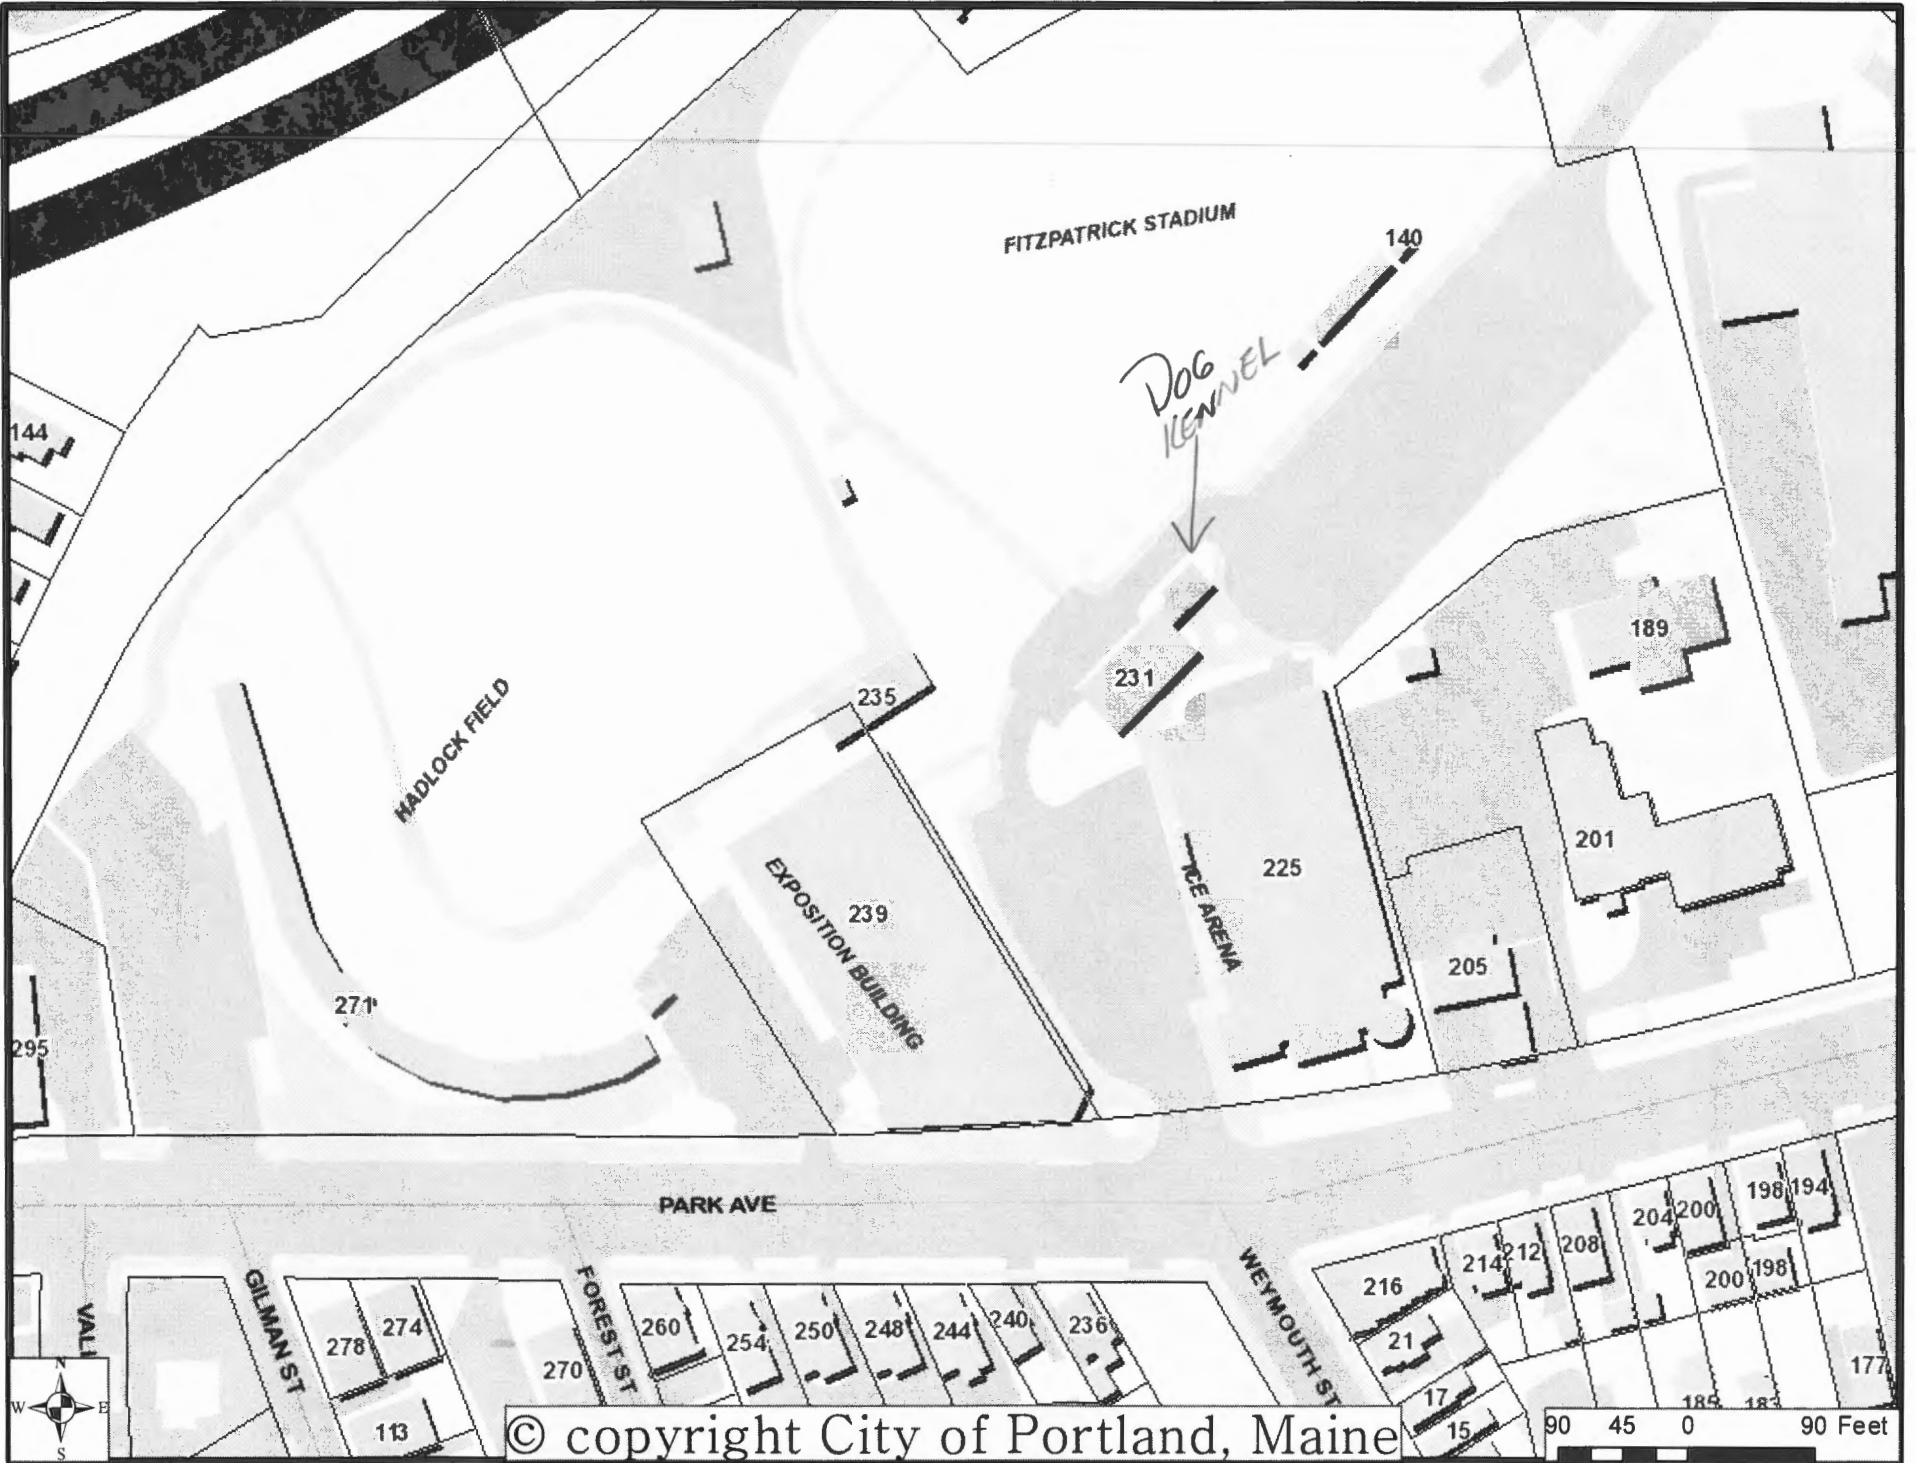 FITZPATRICK STADIUM
140
DOG
KENNEL
144
189
231
235
HADLOCK FIELD
201
225
ICE ARENA
239
EXPOSITION BUILDING
205
271
295
PARK AVE
198
194
204
200
212
208
214
216
200
198
WEYMOUTH ST
GILMAN ST
FOREST ST
VALL
278
274
260
254
250
248
244
240
236
21
270
177
17
185
183
113
15
N
W
E
S
© copyright City of Portland, Maine
90 45 0 90 Feet